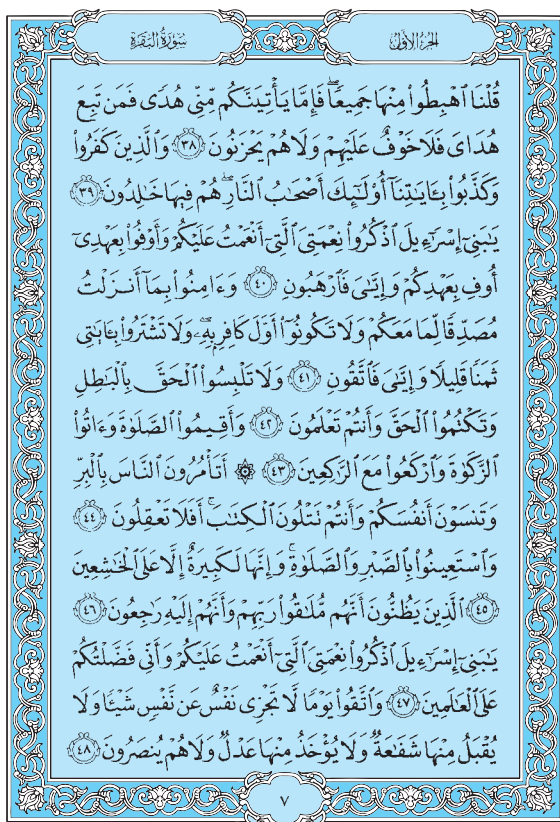 سُورَةُ الْبَقَرَةِ
الجُزْءُ الأَوَّلُ
قُلْنَا ٱهْبِطُوا۟ مِنْهَا جَمِيعًۭا ۖ فَإِمَّا يَأْتِيَنَّكُم مِّنِّى هُدًۭى فَمَن تَبِعَ
هُدَاىَ فَلَا خَوْفٌ عَلَيْهِمْ وَلَا هُمْ يَحْزَنُونَ ﴿٣٨﴾ وَٱلَّذِينَ كَفَرُوا۟
وَكَذَّبُوا۟ بِـَٔايَـٰتِنَآ أُو۟لَـٰٓئِكَ أَصْحَـٰبُ ٱلنَّارِ ۖ هُمْ فِيهَا خَـٰلِدُونَ ﴿٣٩﴾
يَـٰبَنِىٓ إِسْرَٰٓءِيلَ ٱذْكُرُوا۟ نِعْمَتِىَ ٱلَّتِىٓ أَنْعَمْتُ عَلَيْكُمْ وَأَوْفُوا۟ بِعَهْدِىٓ
أُوفِ بِعَهْدِكُمْ وَإِيَّـٰىَ فَٱرْهَبُونِ ﴿٤٠﴾ وَءَامِنُوا۟ بِمَآ أَنزَلْتُ
مُصَدِّقًۭا لِّمَا مَعَكُمْ وَلَا تَكُونُوٓا۟ أَوَّلَ كَافِرٍۭ بِهِۦ ۖ وَلَا تَشْتَرُوا۟ بِـَٔايَـٰتِى
ثَمَنًۭا قَلِيلًۭا وَإِيَّـٰىَ فَٱتَّقُونِ ﴿٤١﴾ وَلَا تَلْبِسُوا۟ ٱلْحَقَّ بِٱلْبَـٰطِلِ
وَتَكْتُمُوا۟ ٱلْحَقَّ وَأَنتُمْ تَعْلَمُونَ ﴿٤٢﴾ وَأَقِيمُوا۟ ٱلصَّلَوٰةَ وَءَاتُوا۟
ٱلزَّكَوٰةَ وَٱرْكَعُوا۟ مَعَ ٱلرَّٰكِعِينَ ﴿٤٣﴾ ۞ أَتَأْمُرُونَ ٱلنَّاسَ بِٱلْبِرِّ
وَتَنسَوْنَ أَنفُسَكُمْ وَأَنتُمْ تَتْلُونَ ٱلْكِتَـٰبَ ۚ أَفَلَا تَعْقِلُونَ ﴿٤٤﴾
وَٱسْتَعِينُوا۟ بِٱلصَّبْرِ وَٱلصَّلَوٰةِ ۚ وَإِنَّهَا لَكَبِيرَةٌ إِلَّا عَلَى ٱلْخَـٰشِعِينَ
﴿٤٥﴾ ٱلَّذِينَ يَظُنُّونَ أَنَّهُم مُّلَـٰقُوا۟ رَبِّهِمْ وَأَنَّهُمْ إِلَيْهِ رَٰجِعُونَ ﴿٤٦﴾
يَـٰبَنِىٓ إِسْرَٰٓءِيلَ ٱذْكُرُوا۟ نِعْمَتِىَ ٱلَّتِىٓ أَنْعَمْتُ عَلَيْكُمْ وَأَنِّى فَضَّلْتُكُمْ
عَلَى ٱلْعَـٰلَمِينَ ﴿٤٧﴾ وَٱتَّقُوا۟ يَوْمًۭا لَّا تَجْزِى نَفْسٌ عَن نَّفْسٍۢ شَيْـًۭٔا وَلَا
يُقْبَلُ مِنْهَا شَفَـٰعَةٌۭ وَلَا يُؤْخَذُ مِنْهَا عَدْلٌۭ وَلَا هُمْ يُنصَرُونَ ﴿٤٨﴾
٧